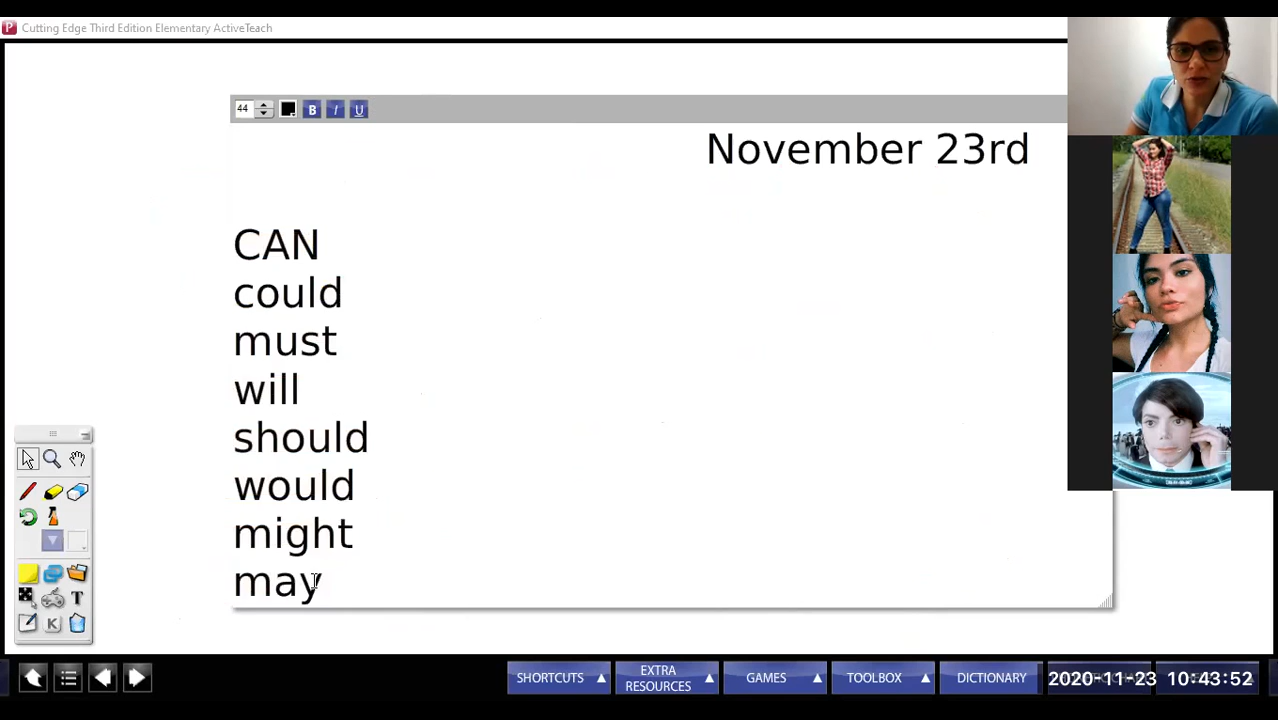 Cutting Edge Third Edition Elementary ActiveTeach
44 B I U
November 23rd
CAN
could
must
will
should
would
might
may
T
K
SHORTCUTS
EXTRA
RESOURCES
GAMES
TOOLBOX
DICTIONARY
2020-11-23 10:43:52